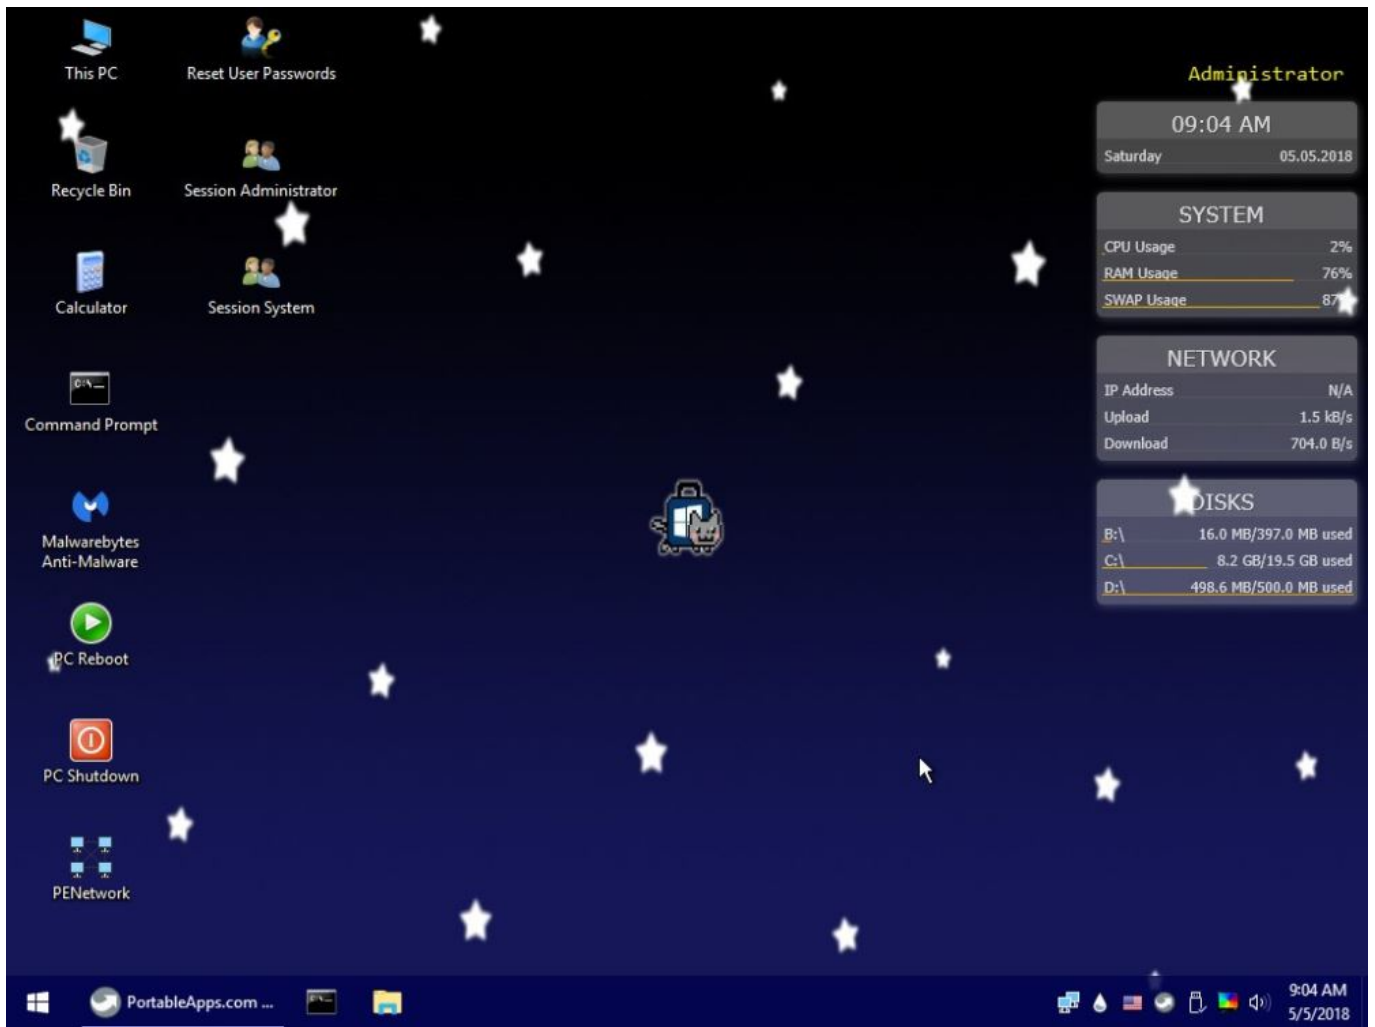 This PC
Reset User Passwords
Recycle Bin
Session Administrator
Calculator
Session System
Command Prompt
Malwarebytes
Anti-Malware
PC Reboot
PC Shutdown
PENetwork
Administrator
09:04 AM
Saturday 05.05.2018
SYSTEM
CPU Usage 2%
RAM Usage 76%
SWAP Usage
NETWORK
IP Address N/A
Upload 1.5 kB/s
Download 704.0 B/s
DISKS
B:\ 16.0 MB/397.0 MB used
C:\ 8.2 GB/19.5 GB used
D:\ 498.6 MB/500.0 MB used
PortableApps.com ...
9:04 AM
5/5/2018